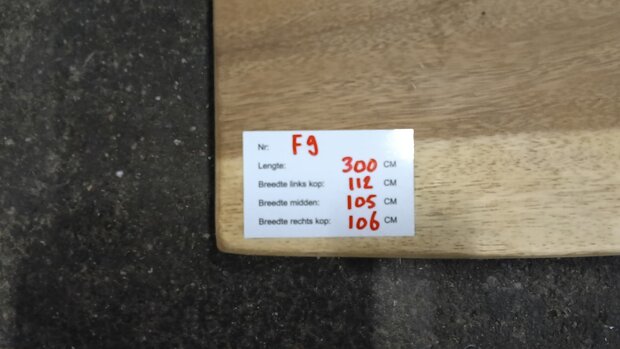 Nr: F9
Lengte: 300 CM
Breedte links kop: 112 CM
Breedte midden: 105 CM
Breedte rechts kop: 106 CM